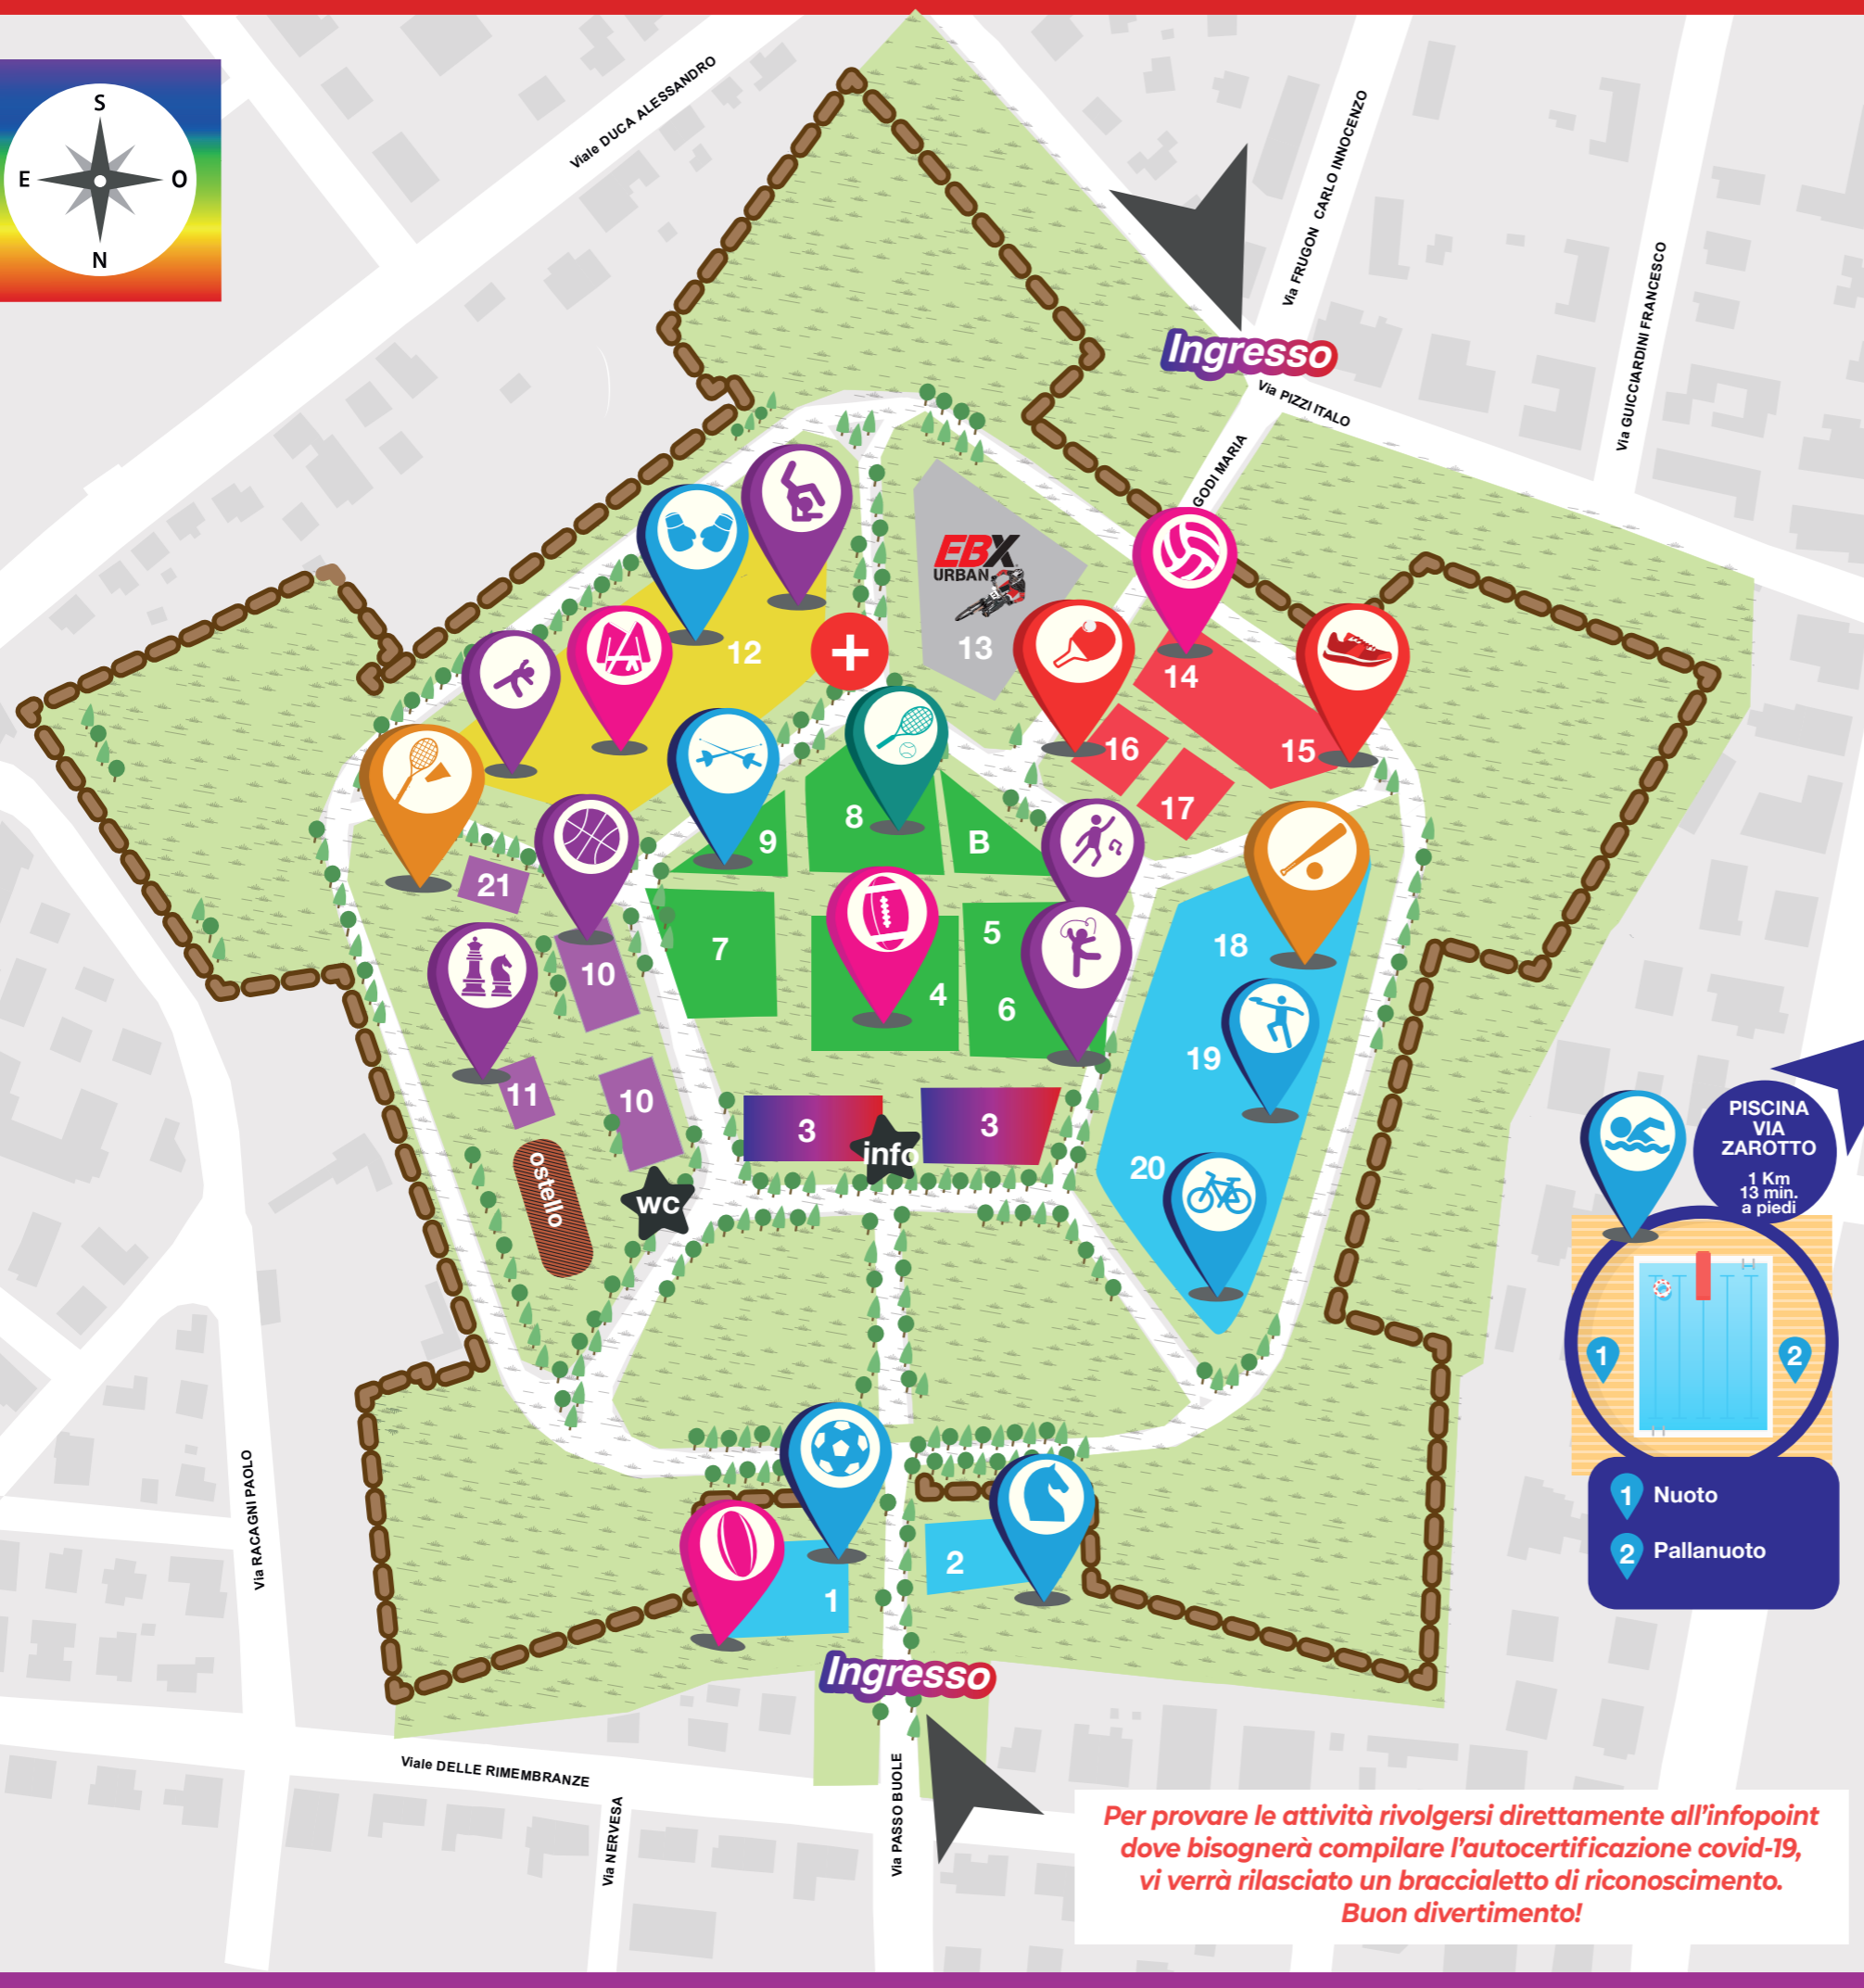 S
E
O
N
Viale DUCA ALESSANDRO
Via FRUGON CARLO INNOCENZO
Via GUICCIARDINI FRANCESCO
Ingresso
Via PIZZI ITALO
GODI MARIA
EBX
URBAN
13
12
14
15
16
17
8
9
B
21
7
5
4
6
10
18
19
11
10
3
3
info
20
ostello
wc
PISCINA
VIA
ZAROTTO
1 Km
13 min.
a piedi
1
2
1 Nuoto
2 Pallanuoto
Via RACAGNI PAOLO
1
2
Ingresso
Viale DELLE RIMEMBRANZE
Via NERVESA
Via PASSO BUOLE
Per provare le attività rivolgersi direttamente all'infopoint
dove bisognerà compilare l'autocertificazione covid-19,
vi verrà rilasciato un braccialetto di riconoscimento.
Buon divertimento!